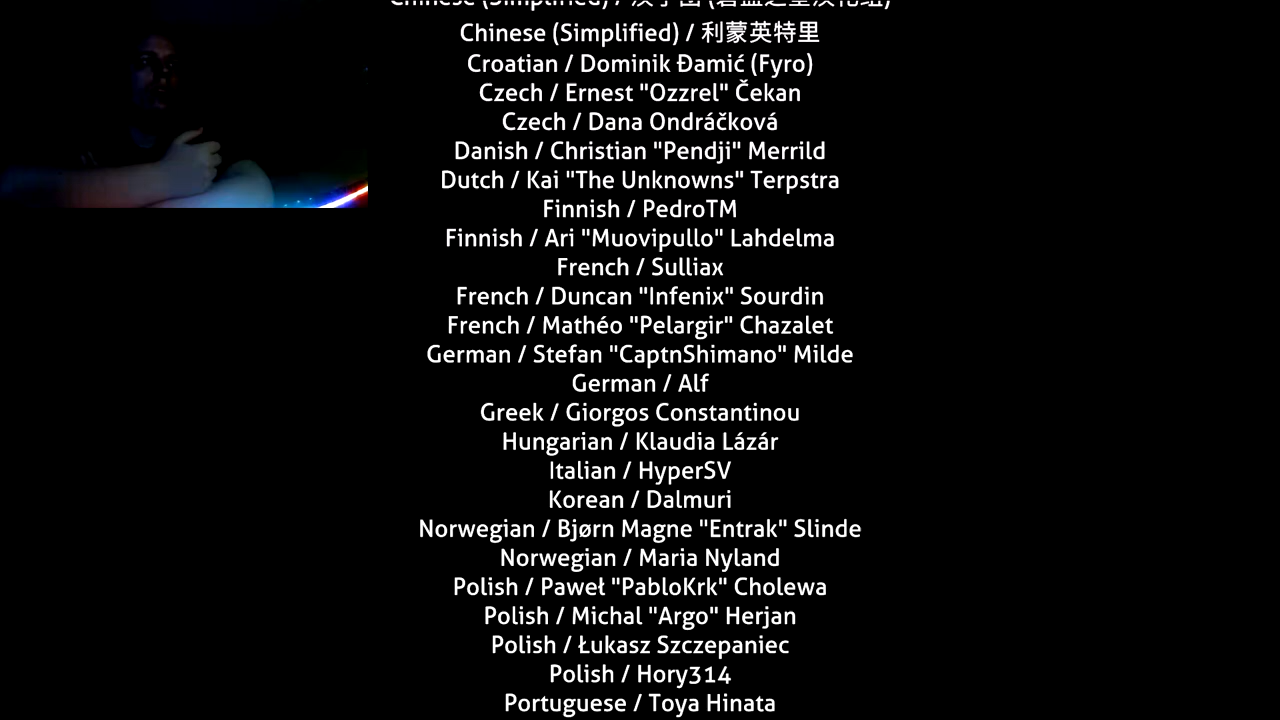 Chinese (Simplified) /
Chinese (Simplified) / 利蒙英特里
Croatian / Dominik Đamić (Fyro)
Czech / Ernest "Ozzrel" Čekan
Czech / Dana Ondráčková
Danish / Christian "Pendji" Merrild
Dutch / Kai "The Unknowns" Terpstra
Finnish / PedroTM
Finnish / Ari "Muovipullo" Lahdelma
French / Sulliax
French / Duncan "Infenix" Sourdin
French / Mathéo "Pelargir" Chazalet
German / Stefan "CaptnShimano" Milde
German / Alf
Greek / Giorgos Constantinou
Hungarian / Klaudia Lázár
Italian / HyperSV
Korean / Dalmuri
Norwegian / Bjørn Magne "Entrak" Slinde
Norwegian / Maria Nyland
Polish / Paweł "PabloKrk" Cholewa
Polish / Michal "Argo" Herjan
Polish / Łukasz Szczepaniec
Polish / Hory314
Portuguese / Toya Hinata